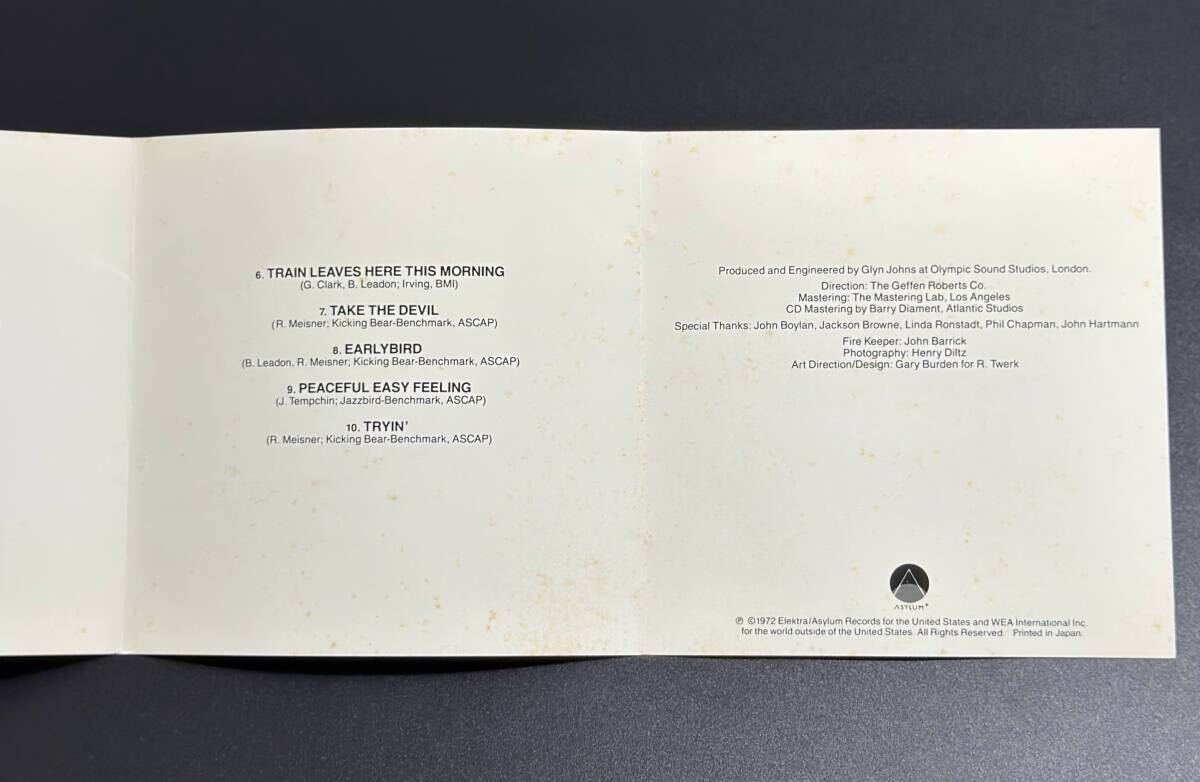 6. TRAIN LEAVES HERE THIS MORNING
(G. Clark, B. Leadon; Irving, BMI)
7. TAKE THE DEVIL
(R. Meisner; Kicking Bear-Benchmark, ASCAP)
8. EARLYBIRD
(B. Leadon, R. Meisner; Kicking Bear-Benchmark, ASCAP)
9. PEACEFUL EASY FEELING
(J. Tempchin; Jazzbird-Benchmark, ASCAP)
10. TRYIN'
(R. Meisner; Kicking Bear-Benchmark, ASCAP)
Produced and Engineered by Glyn Johns at Olympic Sound Studios, London.
Direction: The Geffen Roberts Co.
Mastering: The Mastering Lab, Los Angeles
CD Mastering by Barry Diament, Atlantic Studios
Special Thanks: John Boylan, Jackson Browne, Linda Ronstadt, Phil Chapman, John Hartmann
Fire Keeper: John Barrick
Photography: Henry Diltz
Art Direction/Design: Gary Burden for R. Twerk
ASYLUM®
℗ ©1972 Elektra/Asylum Records for the United States and WEA International Inc.
for the world outside of the United States. All Rights Reserved. Printed in Japan.